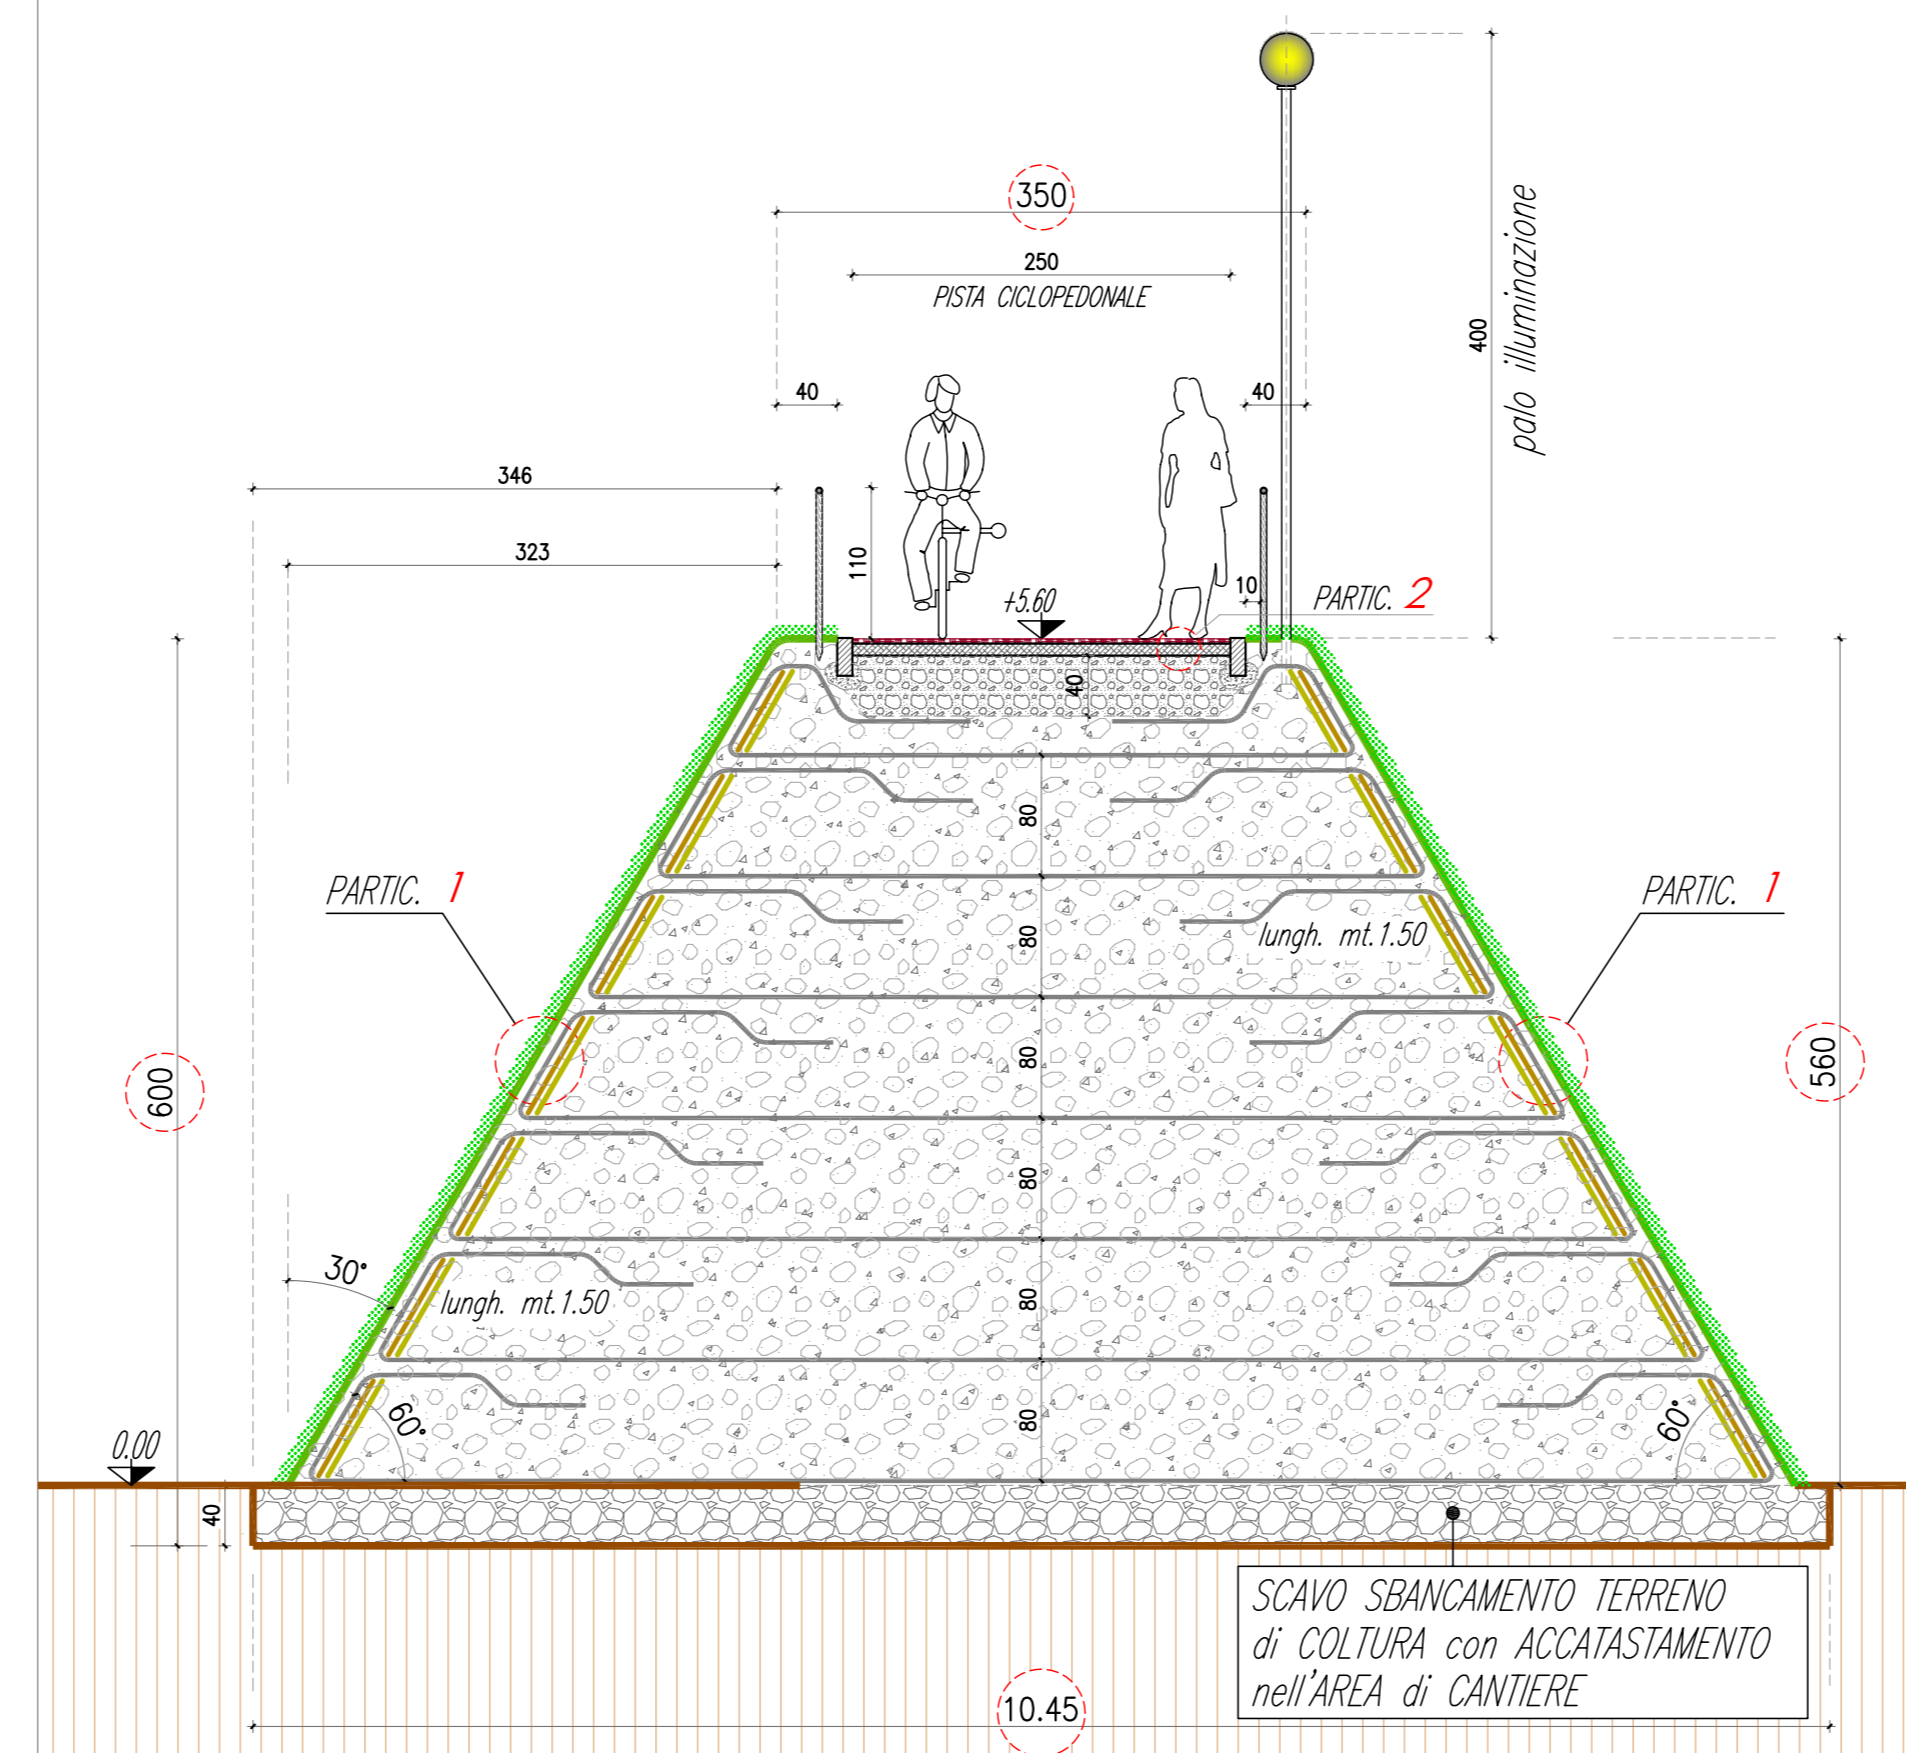 350
250
PISTA CICLOPEDONALE
400
palo illuminazione
40
40
346
323
110
10
+5.60
PARTIC. 2
40
80
80
80
80
80
80
PARTIC. 1
PARTIC. 1
lungh. mt.1.50
600
560
30°
lungh. mt.1.50
60°
60°
0.00
40
SCAVO SBANCAMENTO TERRENO
di COLTURA con ACCATASTAMENTO
nell'AREA di CANTIERE
10.45